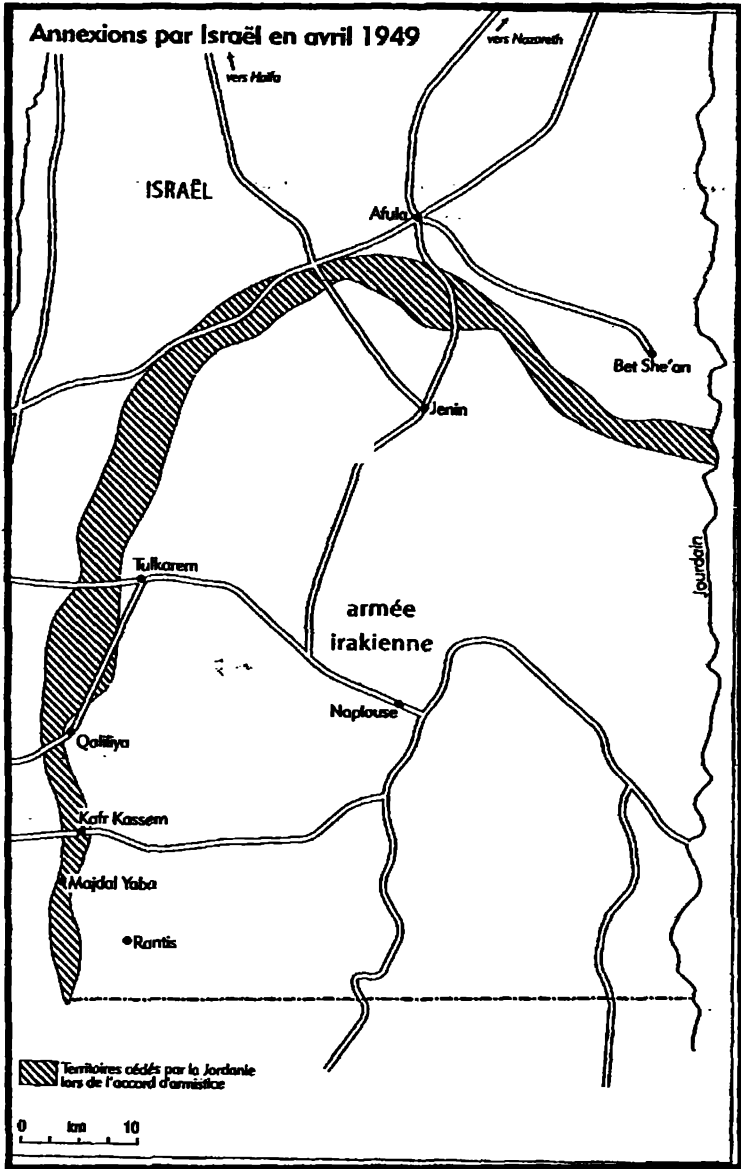 Annexions par Israël en avril 1949
vers Nazareth
vers Haïfa
ISRAËL
Afula
Bet She'an
Jenin
Tulkarem
Jourdain
armée
irakienne
Naplouse
Qaliliya
Kafr Kassem
Majdal Yaba
Rantis
Territoires cédés par la Jordanie
lors de l'accord d'armistice
0 km 10